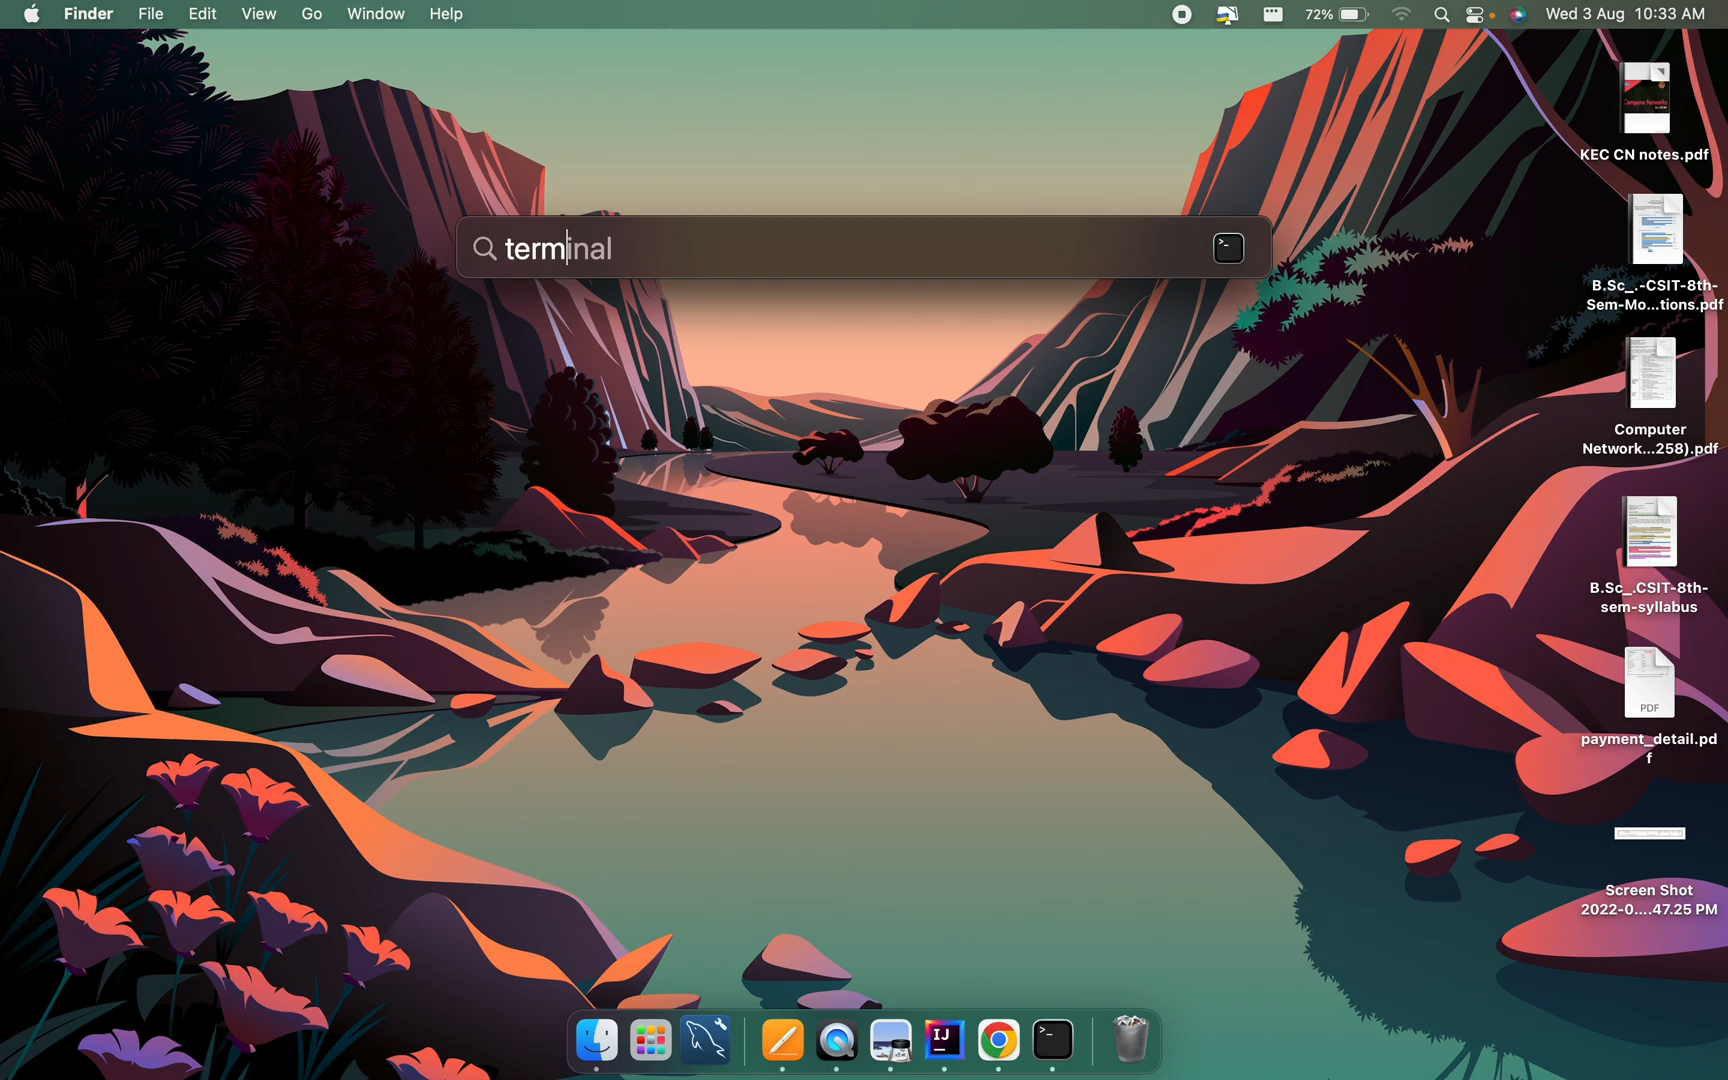 Finder File Edit View Go Window Help 72% Wed 3 Aug 10:33 AM
terminal
KEC CN notes.pdf
B.Sc_.-CSIT-8th-
Sem-Mo...tions.pdf
Computer
Network...258).pdf
B.Sc_.CSIT-8th-
sem-syllabus
PDF
payment_detail.pd
f
Screen Shot
2022-0....47.25 PM
IJ